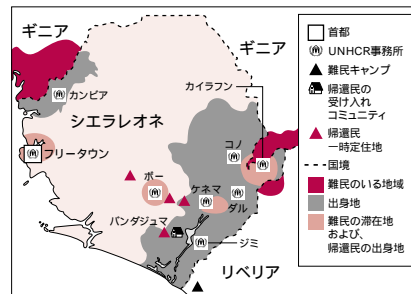 ギニア
ギニア
カンビア
カイラフン
シエラレオネ
コノ
フリータウン
ボー
ケネマ
ダル
バンダジュマ
ジミ
リベリア
首都
UNHCR事務所
難民キャンプ
帰還民の
受け入れ
コミュニティ
帰還民
一時定住地
国境
難民のいる地域
出身地
難民の滞在地
および、
帰還民の出身地